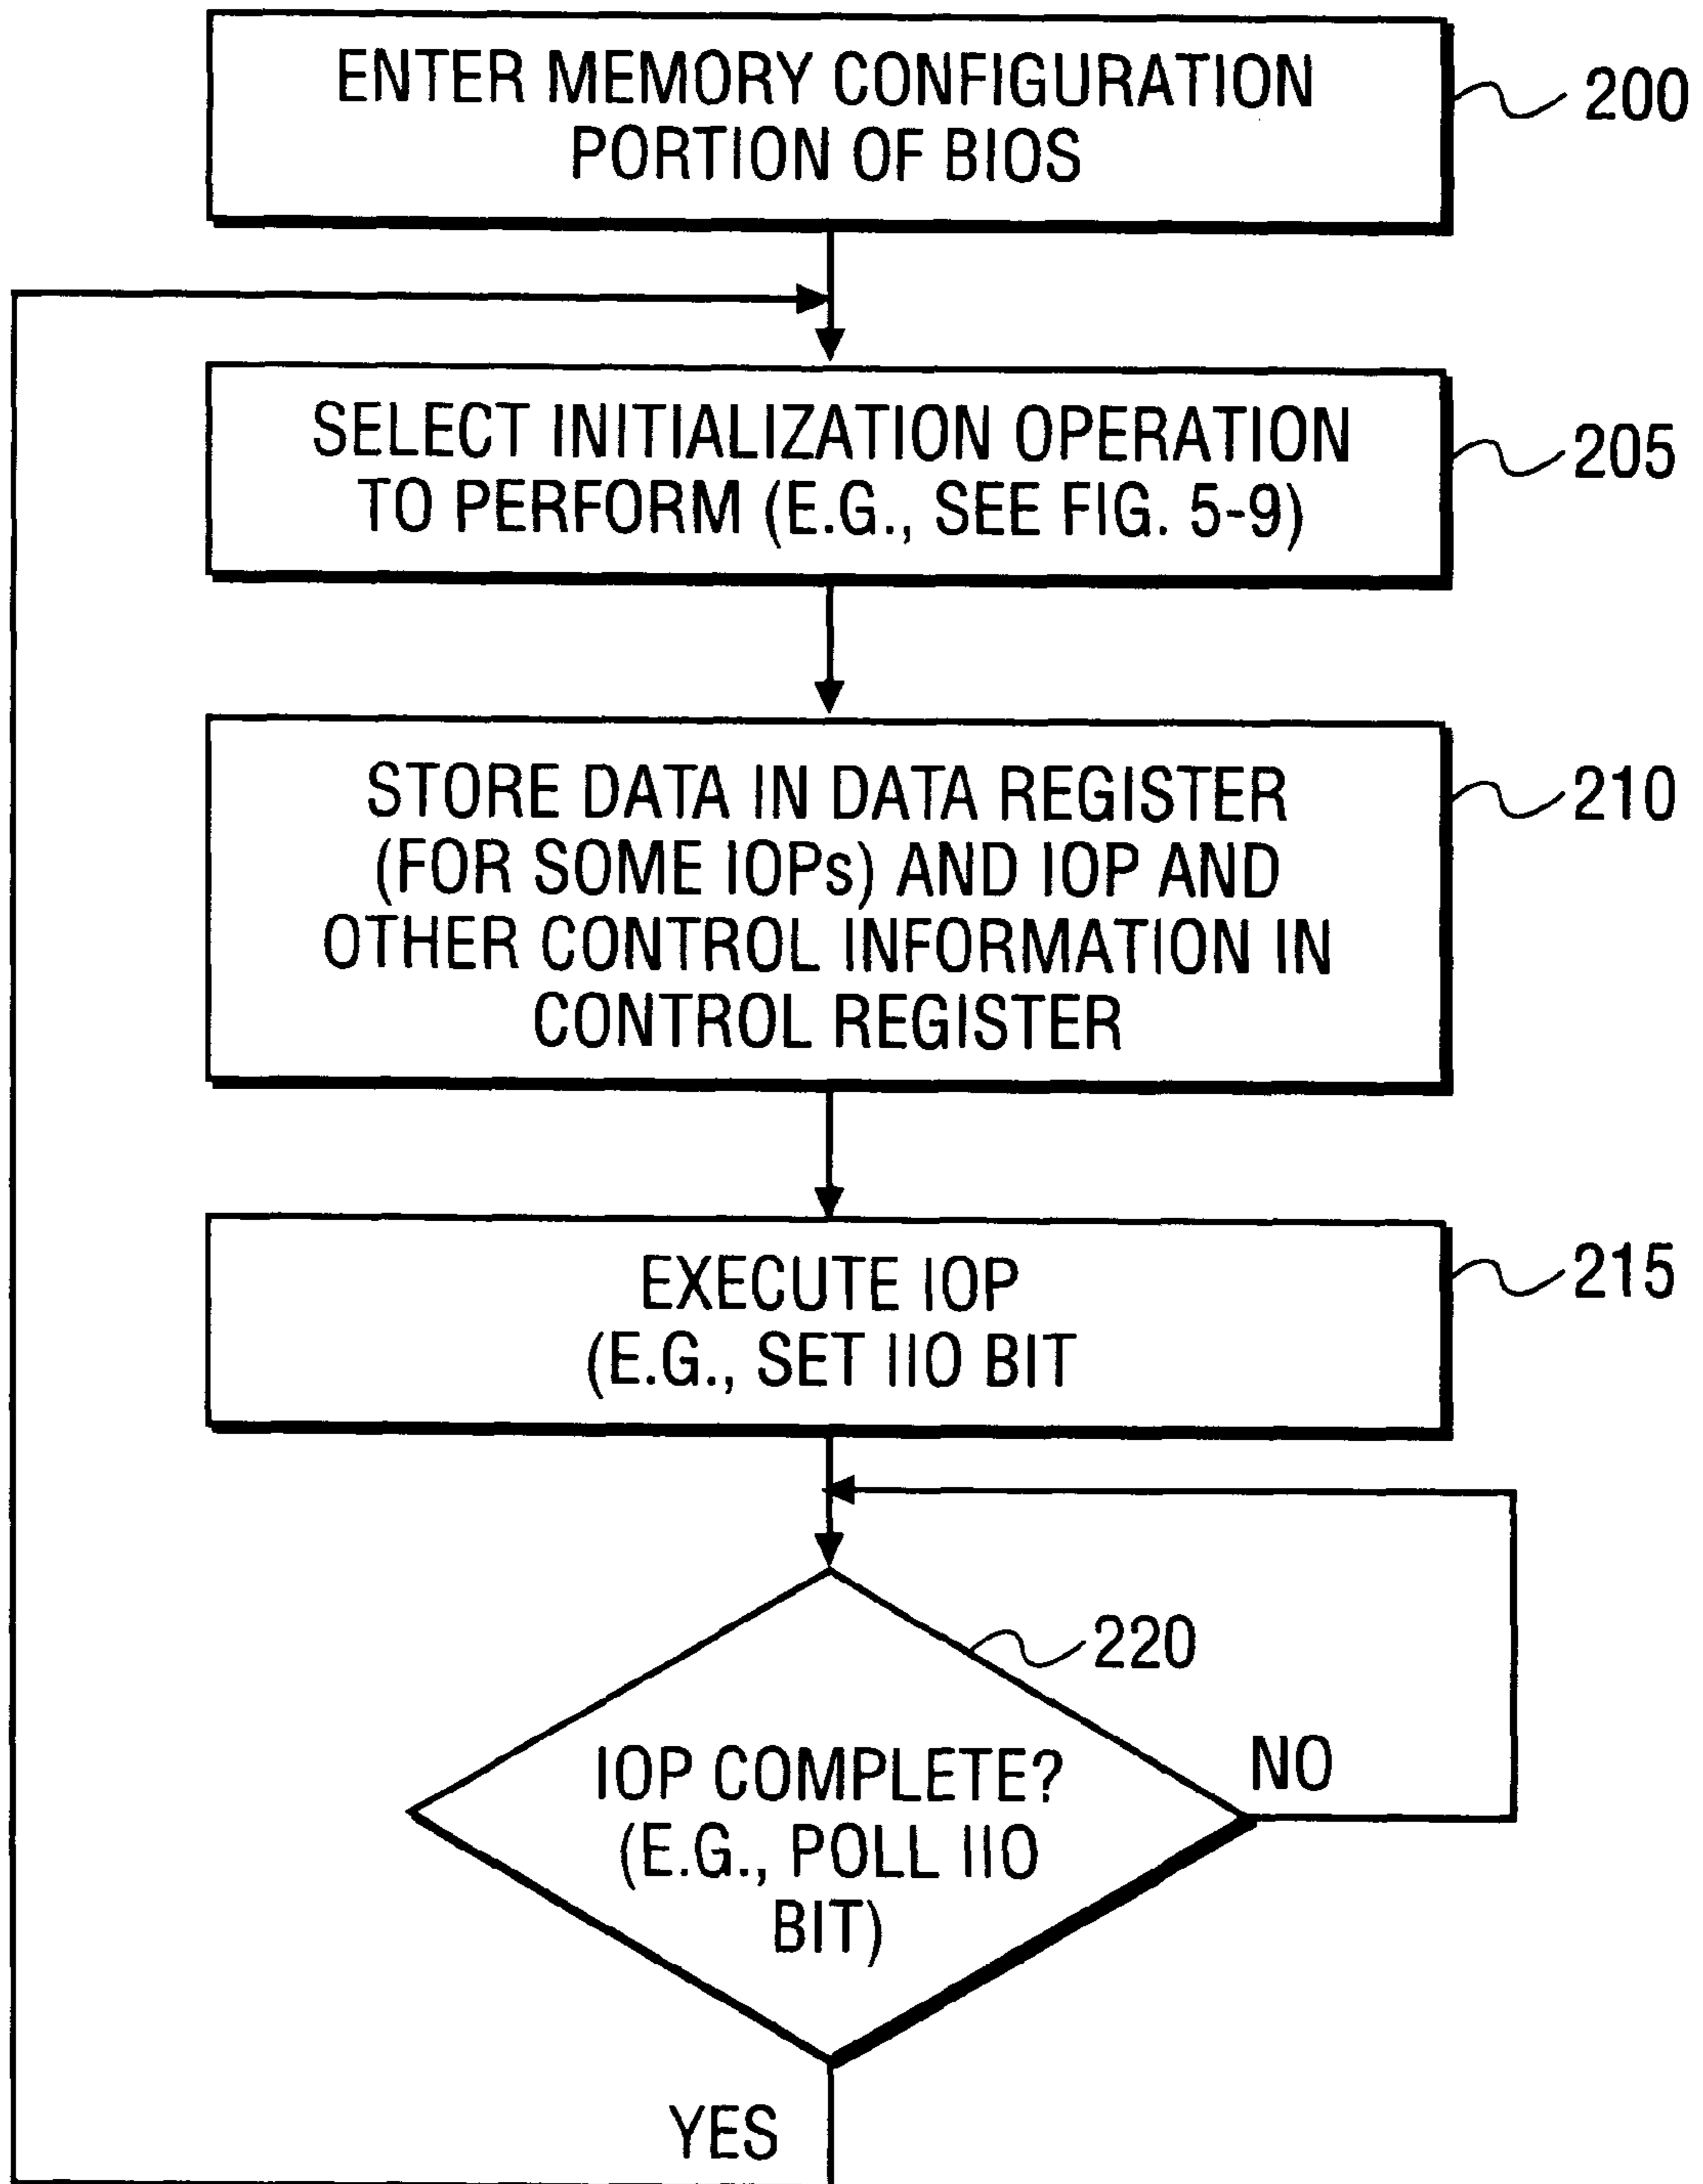 ENTER MEMORY CONFIGURATION
PORTION OF BIOS
200
SELECT INITIALIZATION OPERATION
TO PERFORM (E.G., SEE FIG. 5-9)
205
STORE DATA IN DATA REGISTER
(FOR SOME IOPs) AND IOP AND
OTHER CONTROL INFORMATION IN
CONTROL REGISTER
210
EXECUTE IOP
(E.G., SET IIO BIT
215
220
IOP COMPLETE?
(E.G., POLL IIO
BIT)
NO
YES